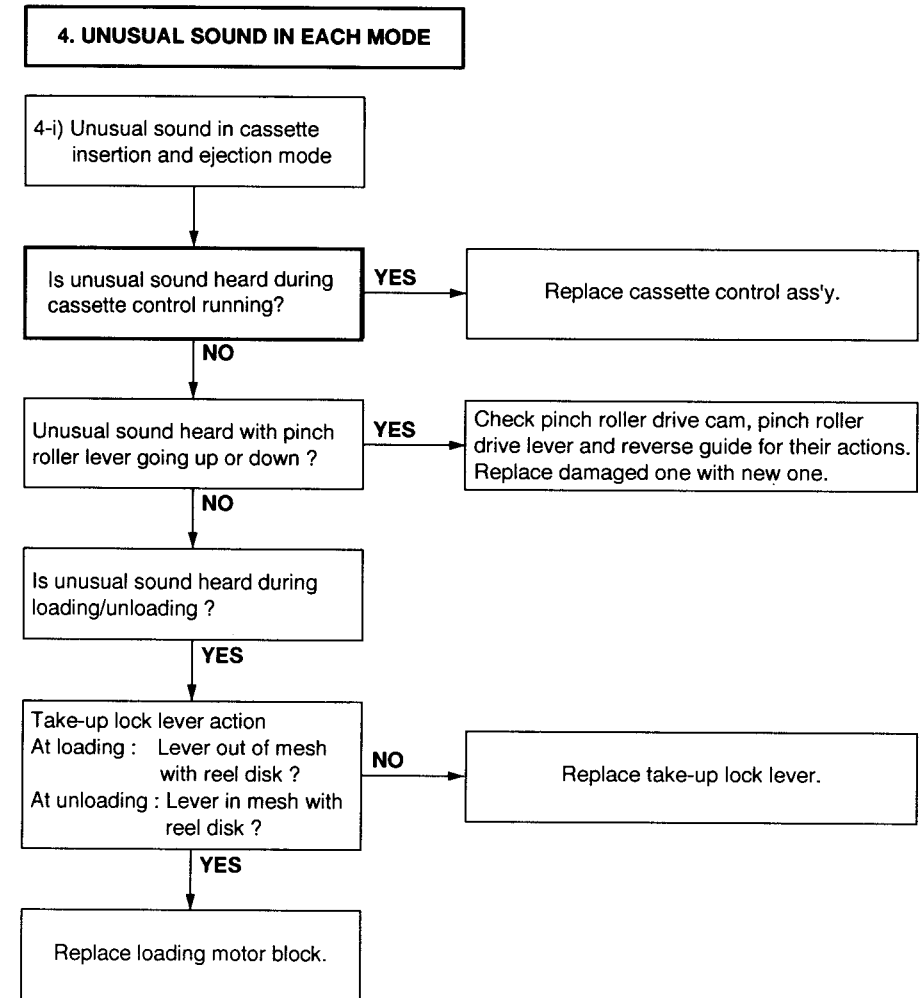 4. UNUSUAL SOUND IN EACH MODE
4-i) Unusual sound in cassette
insertion and ejection mode
Is unusual sound heard during
cassette control running?
YES
Replace cassette control ass'y.
NO
Unusual sound heard with pinch
roller lever going up or down ?
YES
Check pinch roller drive cam, pinch roller
drive lever and reverse guide for their actions.
Replace damaged one with new one.
NO
Is unusual sound heard during
loading/unloading ?
YES
Take-up lock lever action
At loading : Lever out of mesh
with reel disk ?
At unloading : Lever in mesh with
reel disk ?
NO
Replace take-up lock lever.
YES
Replace loading motor block.